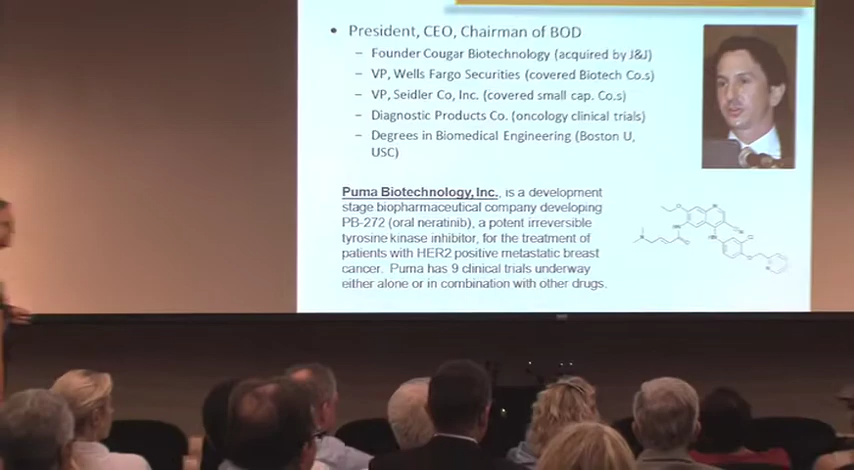 • President, CEO, Chairman of BOD
– Founder Cougar Biotechnology (acquired by J&J)
– VP, Wells Fargo Securities (covered Biotech Co.s)
– VP, Seidler Co, Inc. (covered small cap. Co.s)
– Diagnostic Products Co. (oncology clinical trials)
– Degrees in Biomedical Engineering (Boston U,
USC)
Puma Biotechnology, Inc., is a development
stage biopharmaceutical company developing
PB-272 (oral neratinib), a potent irreversible
tyrosine kinase inhibitor, for the treatment of
patients with HER2 positive metastatic breast
cancer. Puma has 9 clinical trials underway
either alone or in combination with other drugs.